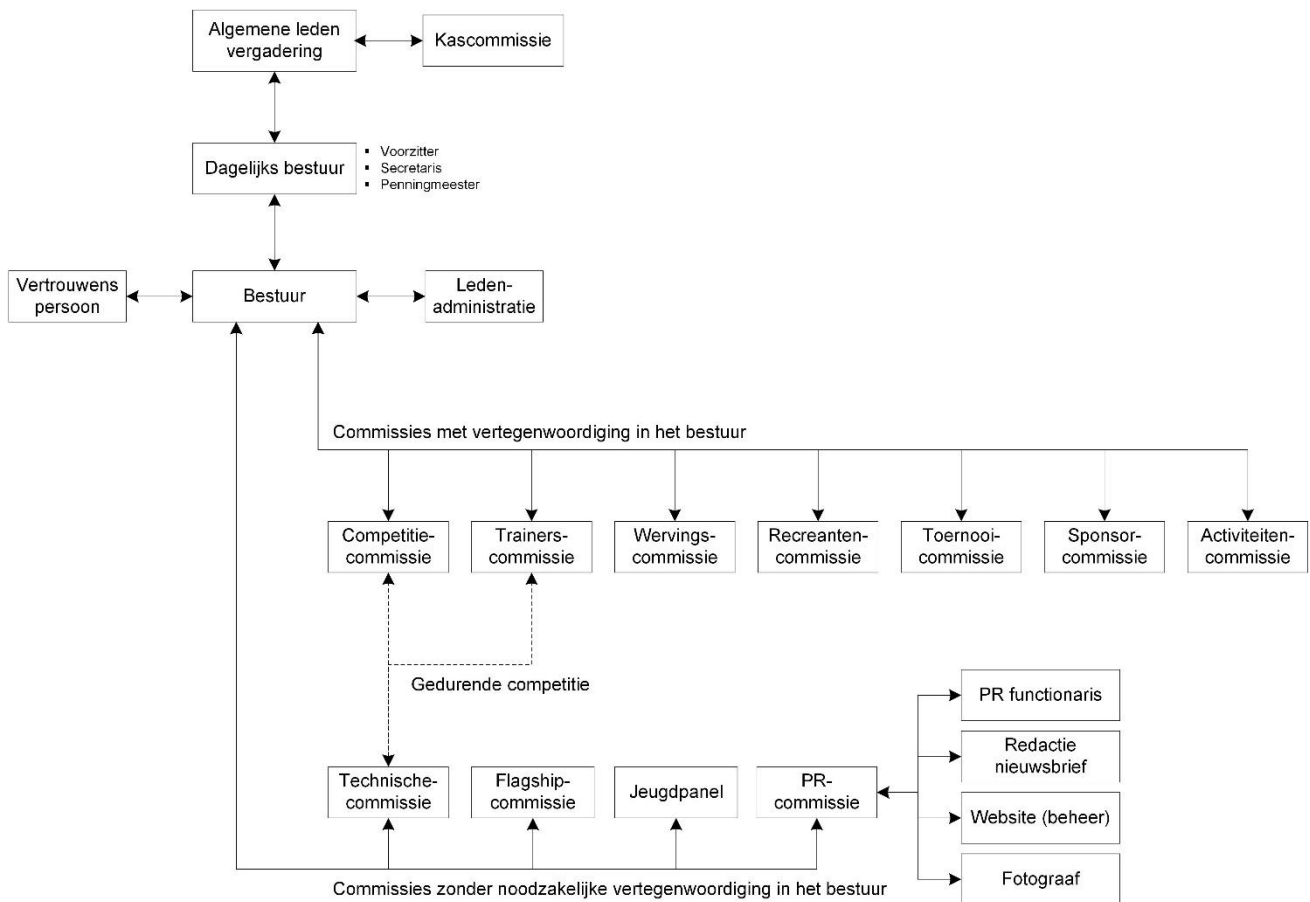 Algemene leden
vergadering
Kascommissie
Dagelijks bestuur
▪ Voorzitter
▪ Secretaris
▪ Penningmeester
Vertrouwens
persoon
Bestuur
Leden-
administratie
Commissies met vertegenwoordiging in het bestuur
Competitie-
commissie
Trainers-
commissie
Wervings-
commissie
Recreanten-
commissie
Toernooi-
commissie
Sponsor-
commissie
Activiteiten-
commissie
Gedurende competitie
Technische-
commissie
Flagship-
commissie
Jeugdpanel
PR-
commissie
PR functionaris
Redactie
nieuwsbrief
Website (beheer)
Fotograaf
Commissies zonder noodzakelijke vertegenwoordiging in het bestuur